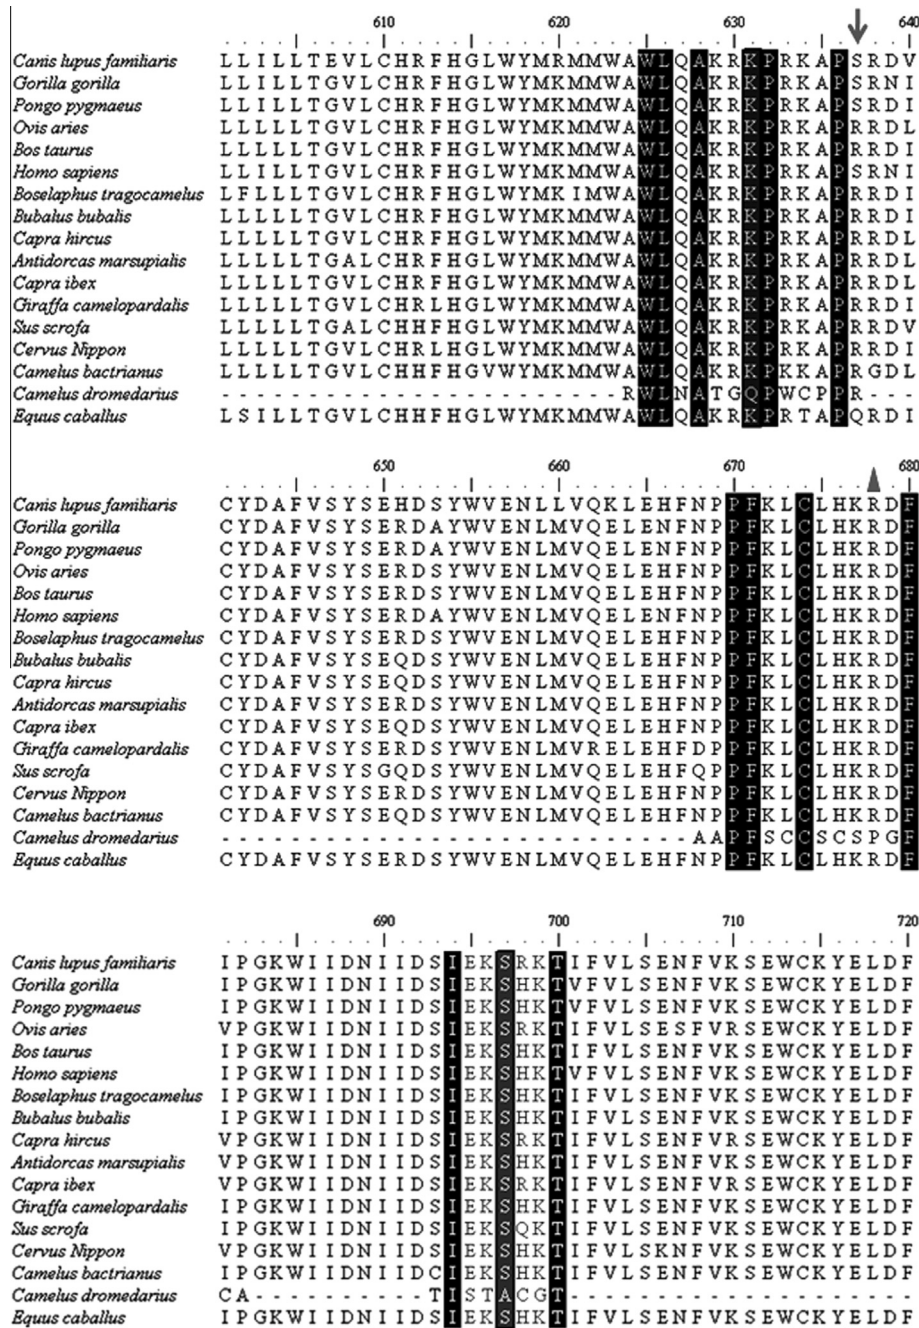 610 620 630 640
Canis lupus familiaris LLILLTEVLCHRFHGLWYMRMMWAWLQAKRKPRKAPSRDV
Gorilla gorilla LLILLTGVLCHRFHGLWYMKMMWAWLQAKRKPRKAPSRNI
Pongo pygmaeus LLILLTGVLCHRFHGLWYMKMMWAWLQAKRKPRKAPSRDI
Ovis aries LLLLLTGVLCHRFHGLWYMKMMWAWLQAKRKPRKAPRRDL
Bos taurus LLLLLTGVLCHRFHGLWYMKMMWAWLQAKRKPRKAPRRDI
Homo sapiens LLILLTGVLCHRFHGLWYMKMMWAWLQAKRKPRKAPSRNI
Boselaphus tragocamelus LFLLLTGVLCHRFHGLWYMKIMWAWLQAKRKPRKAPRRDI
Bubalus bubalis LLLLLTGVLCHRFHGLWYMKMMWAWLQAKRKPRKAPRRDI
Capra hircus LLLLLTGVLCHRFHGLWYMKMMWAWLQAKRKPRKAPRRDL
Antidorcas marsupialis LLLLLTGALCHRFHGLWYMKMMWAWLQAKRKPRKAPRRDL
Capra ibex LLLLLTGVLCHRFHGLWYMKMMWAWLQAKRKPRKAPRRDL
Giraffa camelopardalis LLLLLTGVLCHRLHGLWYMKMMWAWLQAKRKPRKAPRRDI
Sus scrofa LLLLLTGALCHHFHGLWYMKMMWAWLQAKRKPRKAPRRDV
Cervus Nippon LLLLLTGVLCHRLHGLWYMKMMWAWLQAKRKPRKAPRRDI
Camelus bactrianus LLLLLTGVLCHHFHGVWYMKMMWAWLQAKRKPKKAPRGDL
Camelus dromedarius -----------------------RWLNATGQPWCPPR---
Equus caballus LSILLTGVLCHHFHGLWYMKMMWAWLQAKRKPRTAPQRDI
650 660 670 680
Canis lupus familiaris CYDAFVSYSEHDSYWVENLLVQKLEHFNPPFKLCLHKRDF
Gorilla gorilla CYDAFVSYSERDAYWVENLMVQELENFNPPFKLCLHKRDF
Pongo pygmaeus CYDAFVSYSERDAYWVENLMVQELENFNPPFKLCLHKRDF
Ovis aries CYDAFVSYSERDSYWVENLMVQELEHFNPPFKLCLHKRDF
Bos taurus CYDAFVSYSERDSYWVENLMVQELEHFNPPFKLCLHKRDF
Homo sapiens CYDAFVSYSERDAYWVENLMVQELENFNPPFKLCLHKRDF
Boselaphus tragocamelus CYDAFVSYSERDSYWVENLMVQELEHFNPPFKLCLHKRDF
Bubalus bubalis CYDAFVSYSEQDSYWVENLMVQELEHFNPPFKLCLHKRDF
Capra hircus CYDAFVSYSEQDSYWVENLMVQELEHFNPPFKLCLHKRDF
Antidorcas marsupialis CYDAFVSYSERDSYWVENLMVQELEHFNPPFKLCLHKRDF
Capra ibex CYDAFVSYSEQDSYWVENLMVQELEHFNPPFKLCLHKRDF
Giraffa camelopardalis CYDAFVSYSERDSYWVENLMVRELEHFDPPFKLCLHKRDF
Sus scrofa CYDAFVSYSGQDSYWVENLMVQELEHFQPPFKLCLHKRDF
Cervus Nippon CYDAFVSYSERDSYWVENLMVQELEHFNPPFKLCLHKRDF
Camelus bactrianus CYDAFVSYSEQDSYWVENLMVQELEHFNPPFKLCLHKRDF
Camelus dromedarius ---------------------------AAPFSCCSCSPGF
Equus caballus CYDAFVSYSERDSYWVENLMVQELEHFNPPFKLCLHKRDF
690 700 710 720
Canis lupus familiaris IPGKWIIDNIIDSIEKSRKTIFVLSENFVKSEWCKYELDF
Gorilla gorilla IPGKWIIDNIIDSIEKSHKTVFVLSENFVKSEWCKYELDF
Pongo pygmaeus IPGKWIIDNIIDSIEKSHKTVFVLSENFVKSEWCKYELDF
Ovis aries VPGKWIIDNIIDSIEKSRKTIFVLSESFVRSEWCKYELDF
Bos taurus IPGKWIIDNIIDSIEKSHKTIFVLSENFVKSEWCKYELDF
Homo sapiens IPGKWIIDNIIDSIEKSHKTVFVLSENFVKSEWCKYELDF
Boselaphus tragocamelus IPGKWIIDNIIDSIEKSHKTIFVLSENFVKSEWCKYELDF
Bubalus bubalis IPGKWIIDNIIDSIEKSHKTIFVLSENFVKSEWCKYELDF
Capra hircus VPGKWIIDNIIDSIEKSRKTIFVLSENFVRSEWCKYELDF
Antidorcas marsupialis VPGKWIIDNIIDSIEKSHKTIFVLSENFVKSEWCKYELDF
Capra ibex VPGKWIIDNIIDSIEKSRKTIFVLSENFVRSEWCKYELDF
Giraffa camelopardalis IPGKWIIDNIIDSIEKSHKTIFVLSENFVKSEWCKYELDF
Sus scrofa IPGKWIIDNIIDSIEKSQKTIFVLSENFVKSEWCKYELDF
Cervus Nippon VPGKWIIDNIIDSIEKSHKTIFVLSKNFVKSEWCKYELDF
Camelus bactrianus IPGKWIIDNIIDCIEKSHKTIFVLSENFVKSEWCKYELDF
Camelus dromedarius CA----------TISTACGT--------------------
Equus caballus IPGKWIIDNIIDSIEKSHKTIFVLSENFVKSEWCKYELDF